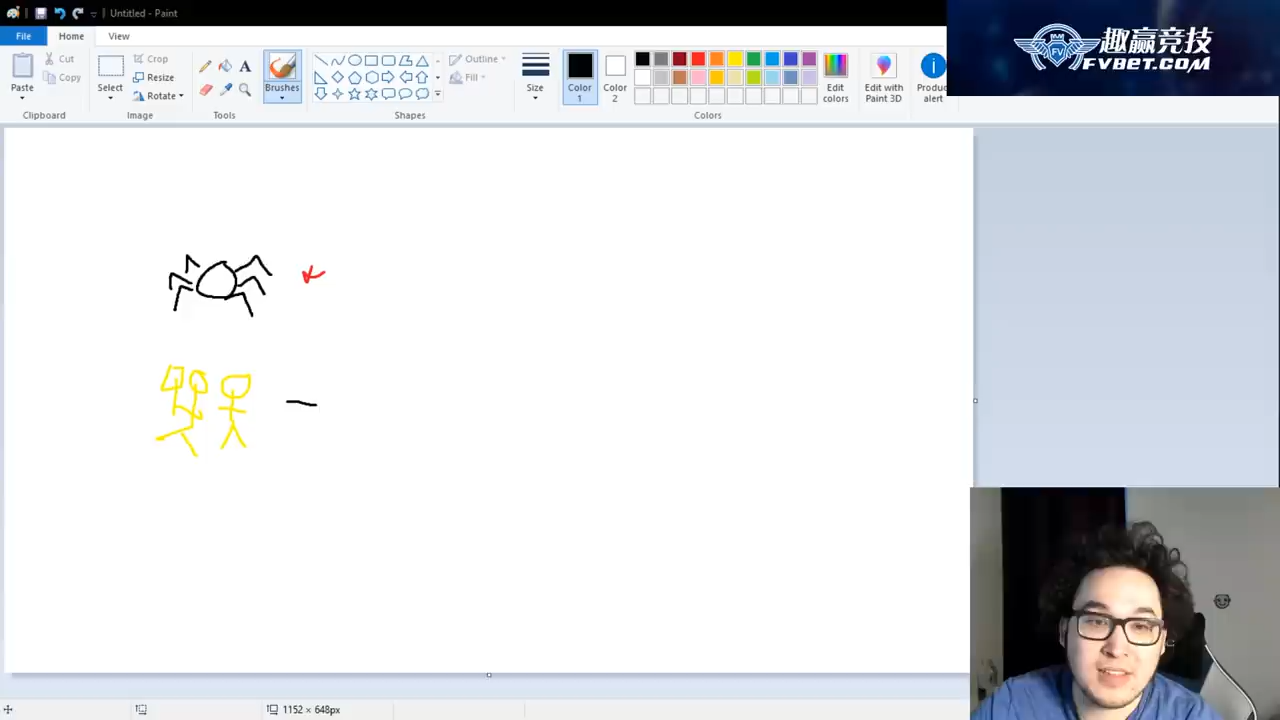 Untitled - Paint
File
Home
View
Paste
Cut
Copy
Clipboard
Select
Crop
Resize
Rotate
Image
A
Tools
Brushes
Shapes
Outline
Fill
Size
Color 1
Color 2
Colors
Edit colors
Edit with Paint 3D
Produ
alert
FV
趣赢竞技
FVBET.COM
1152 × 648px